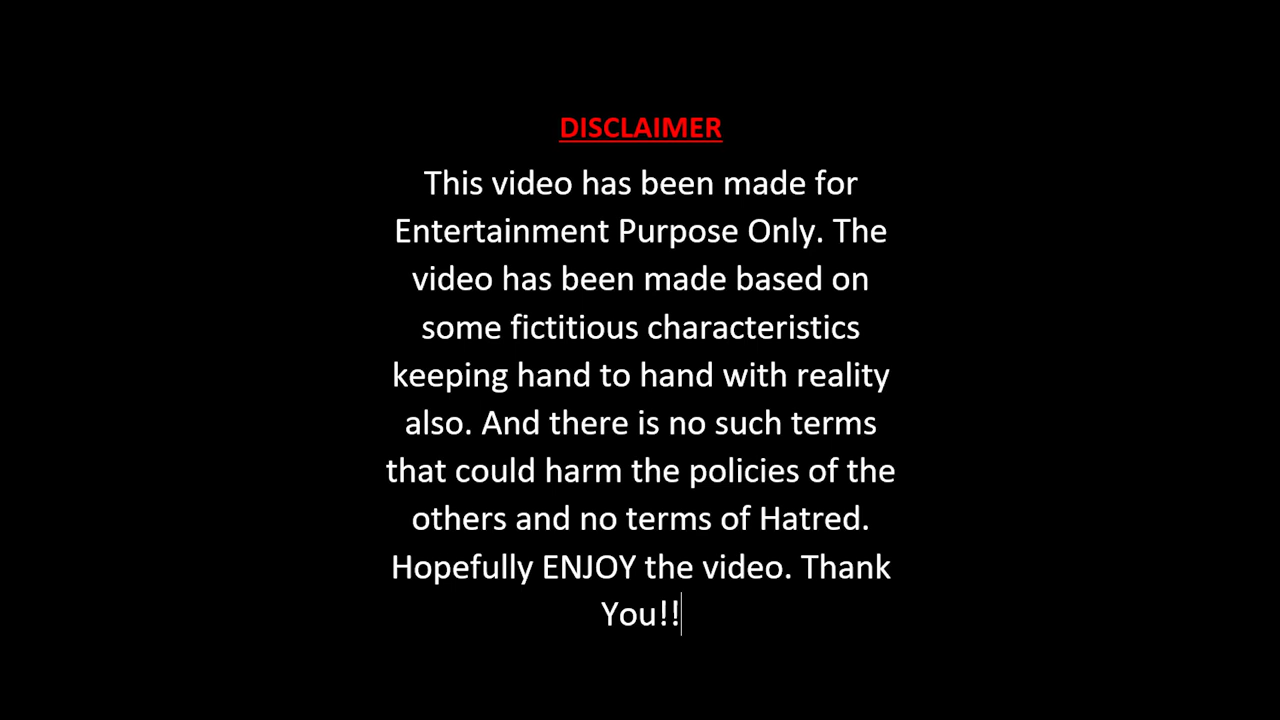 DISCLAIMER
This video has been made for
Entertainment Purpose Only. The
video has been made based on
some fictitious characteristics
keeping hand to hand with reality
also. And there is no such terms
that could harm the policies of the
others and no terms of Hatred.
Hopefully ENJOY the video. Thank
You!!